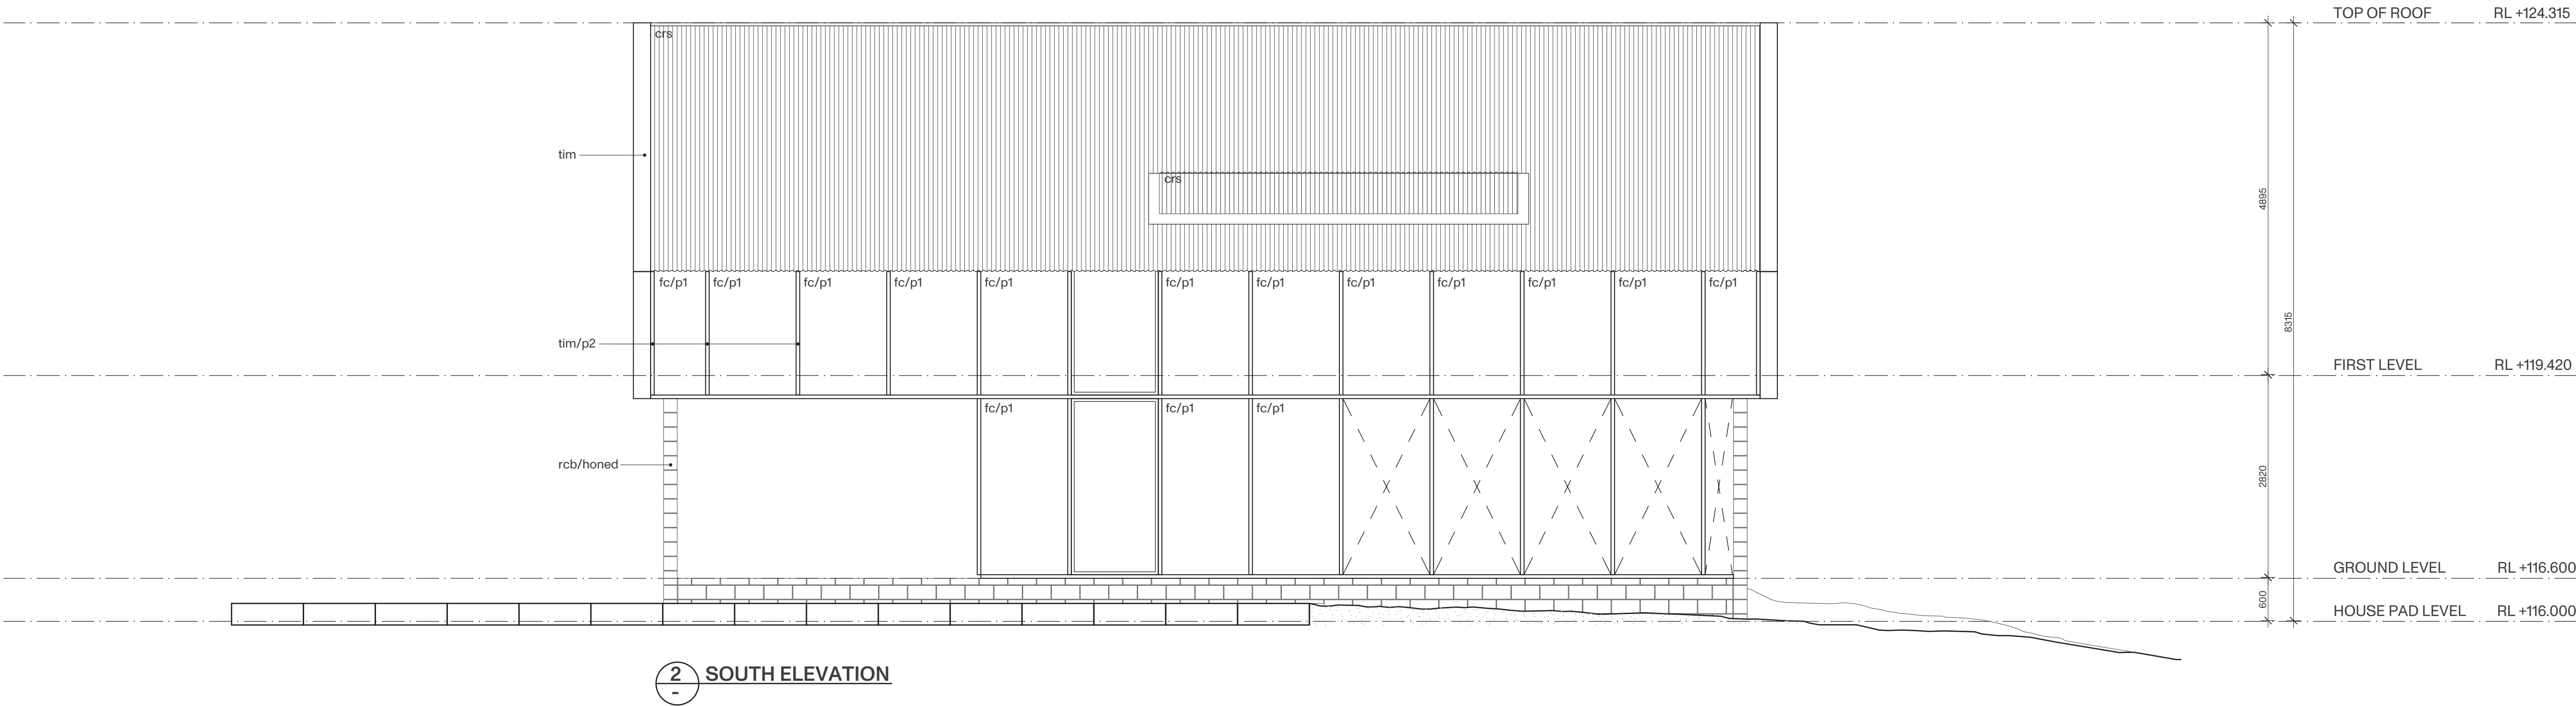 TOP OF ROOF RL +124.315
crs
tim
crs
4895
fc/p1 fc/p1 fc/p1 fc/p1 fc/p1 fc/p1 fc/p1 fc/p1 fc/p1 fc/p1 fc/p1 fc/p1
8315
tim/p2
FIRST LEVEL RL +119.420
fc/p1 fc/p1 fc/p1
rcb/honed
2820
GROUND LEVEL RL +116.600
600
HOUSE PAD LEVEL RL +116.000
2 SOUTH ELEVATION
-